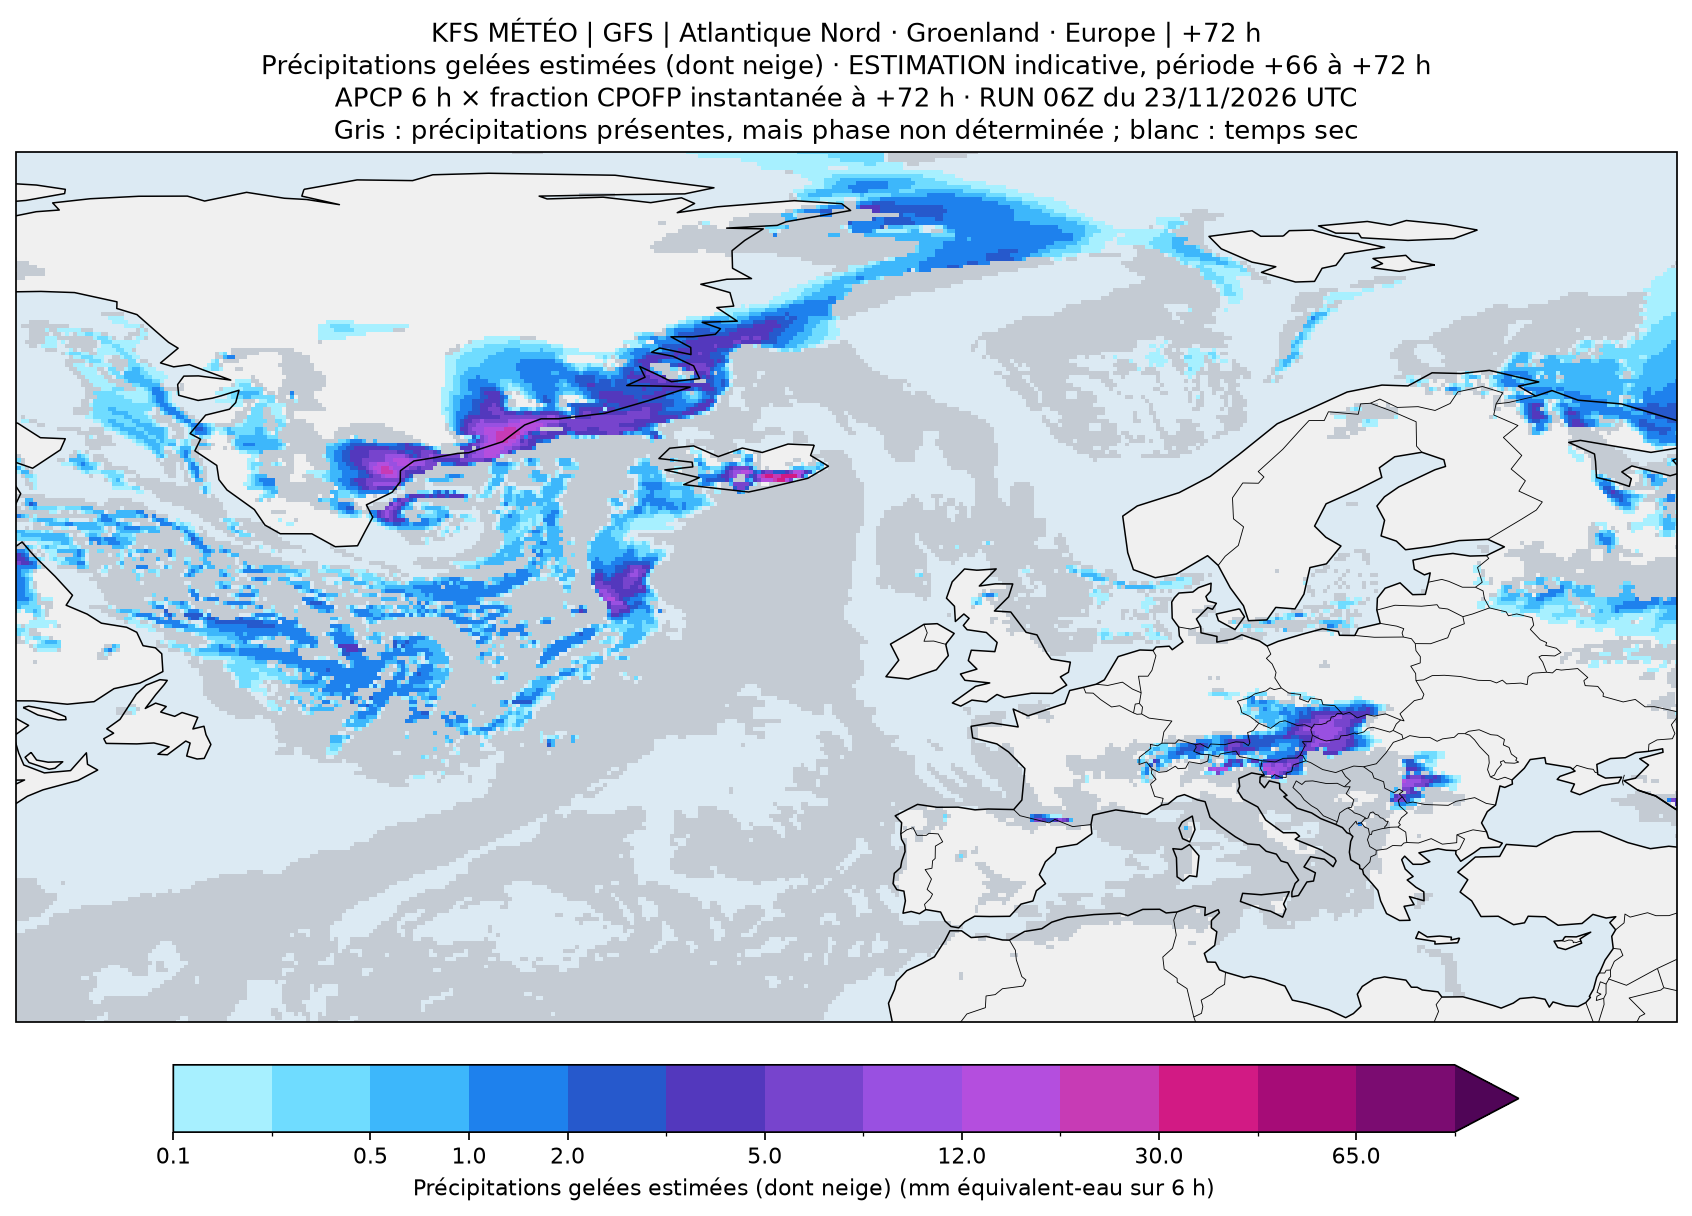 KFS MÉTÉO | GFS | Atlantique Nord · Groenland · Europe | +72 h
Précipitations gelées estimées (dont neige) · ESTIMATION indicative, période +66 à +72 h
APCP 6 h × fraction CPOFP instantanée à +72 h · RUN 06Z du 23/11/2026 UTC
Gris : précipitations présentes, mais phase non déterminée ; blanc : temps sec
0.1 0.5 1.0 2.0 5.0 12.0 30.0 65.0
Précipitations gelées estimées (dont neige) (mm équivalent-eau sur 6 h)